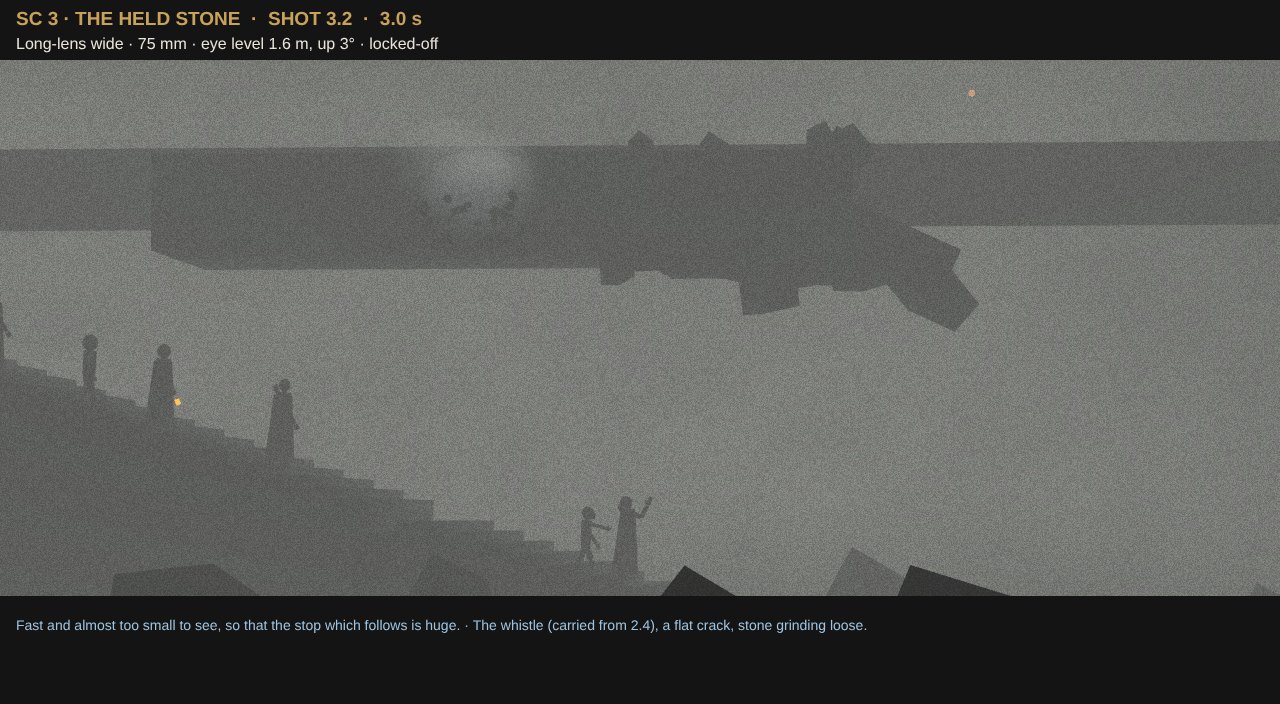 SC 3 · THE HELD STONE · SHOT 3.2 · 3.0 s
Long-lens wide · 75 mm · eye level 1.6 m, up 3° · locked-off
Fast and almost too small to see, so that the stop which follows is huge. · The whistle (carried from 2.4), a flat crack, stone grinding loose.